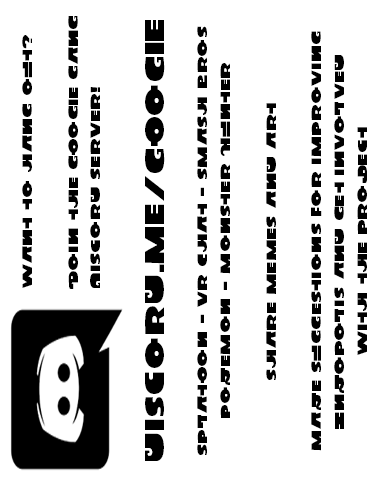 WANT TO HANG OUT?
JOIN THE GOOGIE GANG
DISCORD SERVER!
DISCORD.ME/GOOGIE
SPLATOON - VR CHAT - SMASH BROS
POKEMON - MONSTER HUNTER
SHARE MEMES AND ART
MAKE SUGGESTIONS FOR IMPROVING
INKOPOLIS AND GET INVOLVED
WITH THE PROJECT